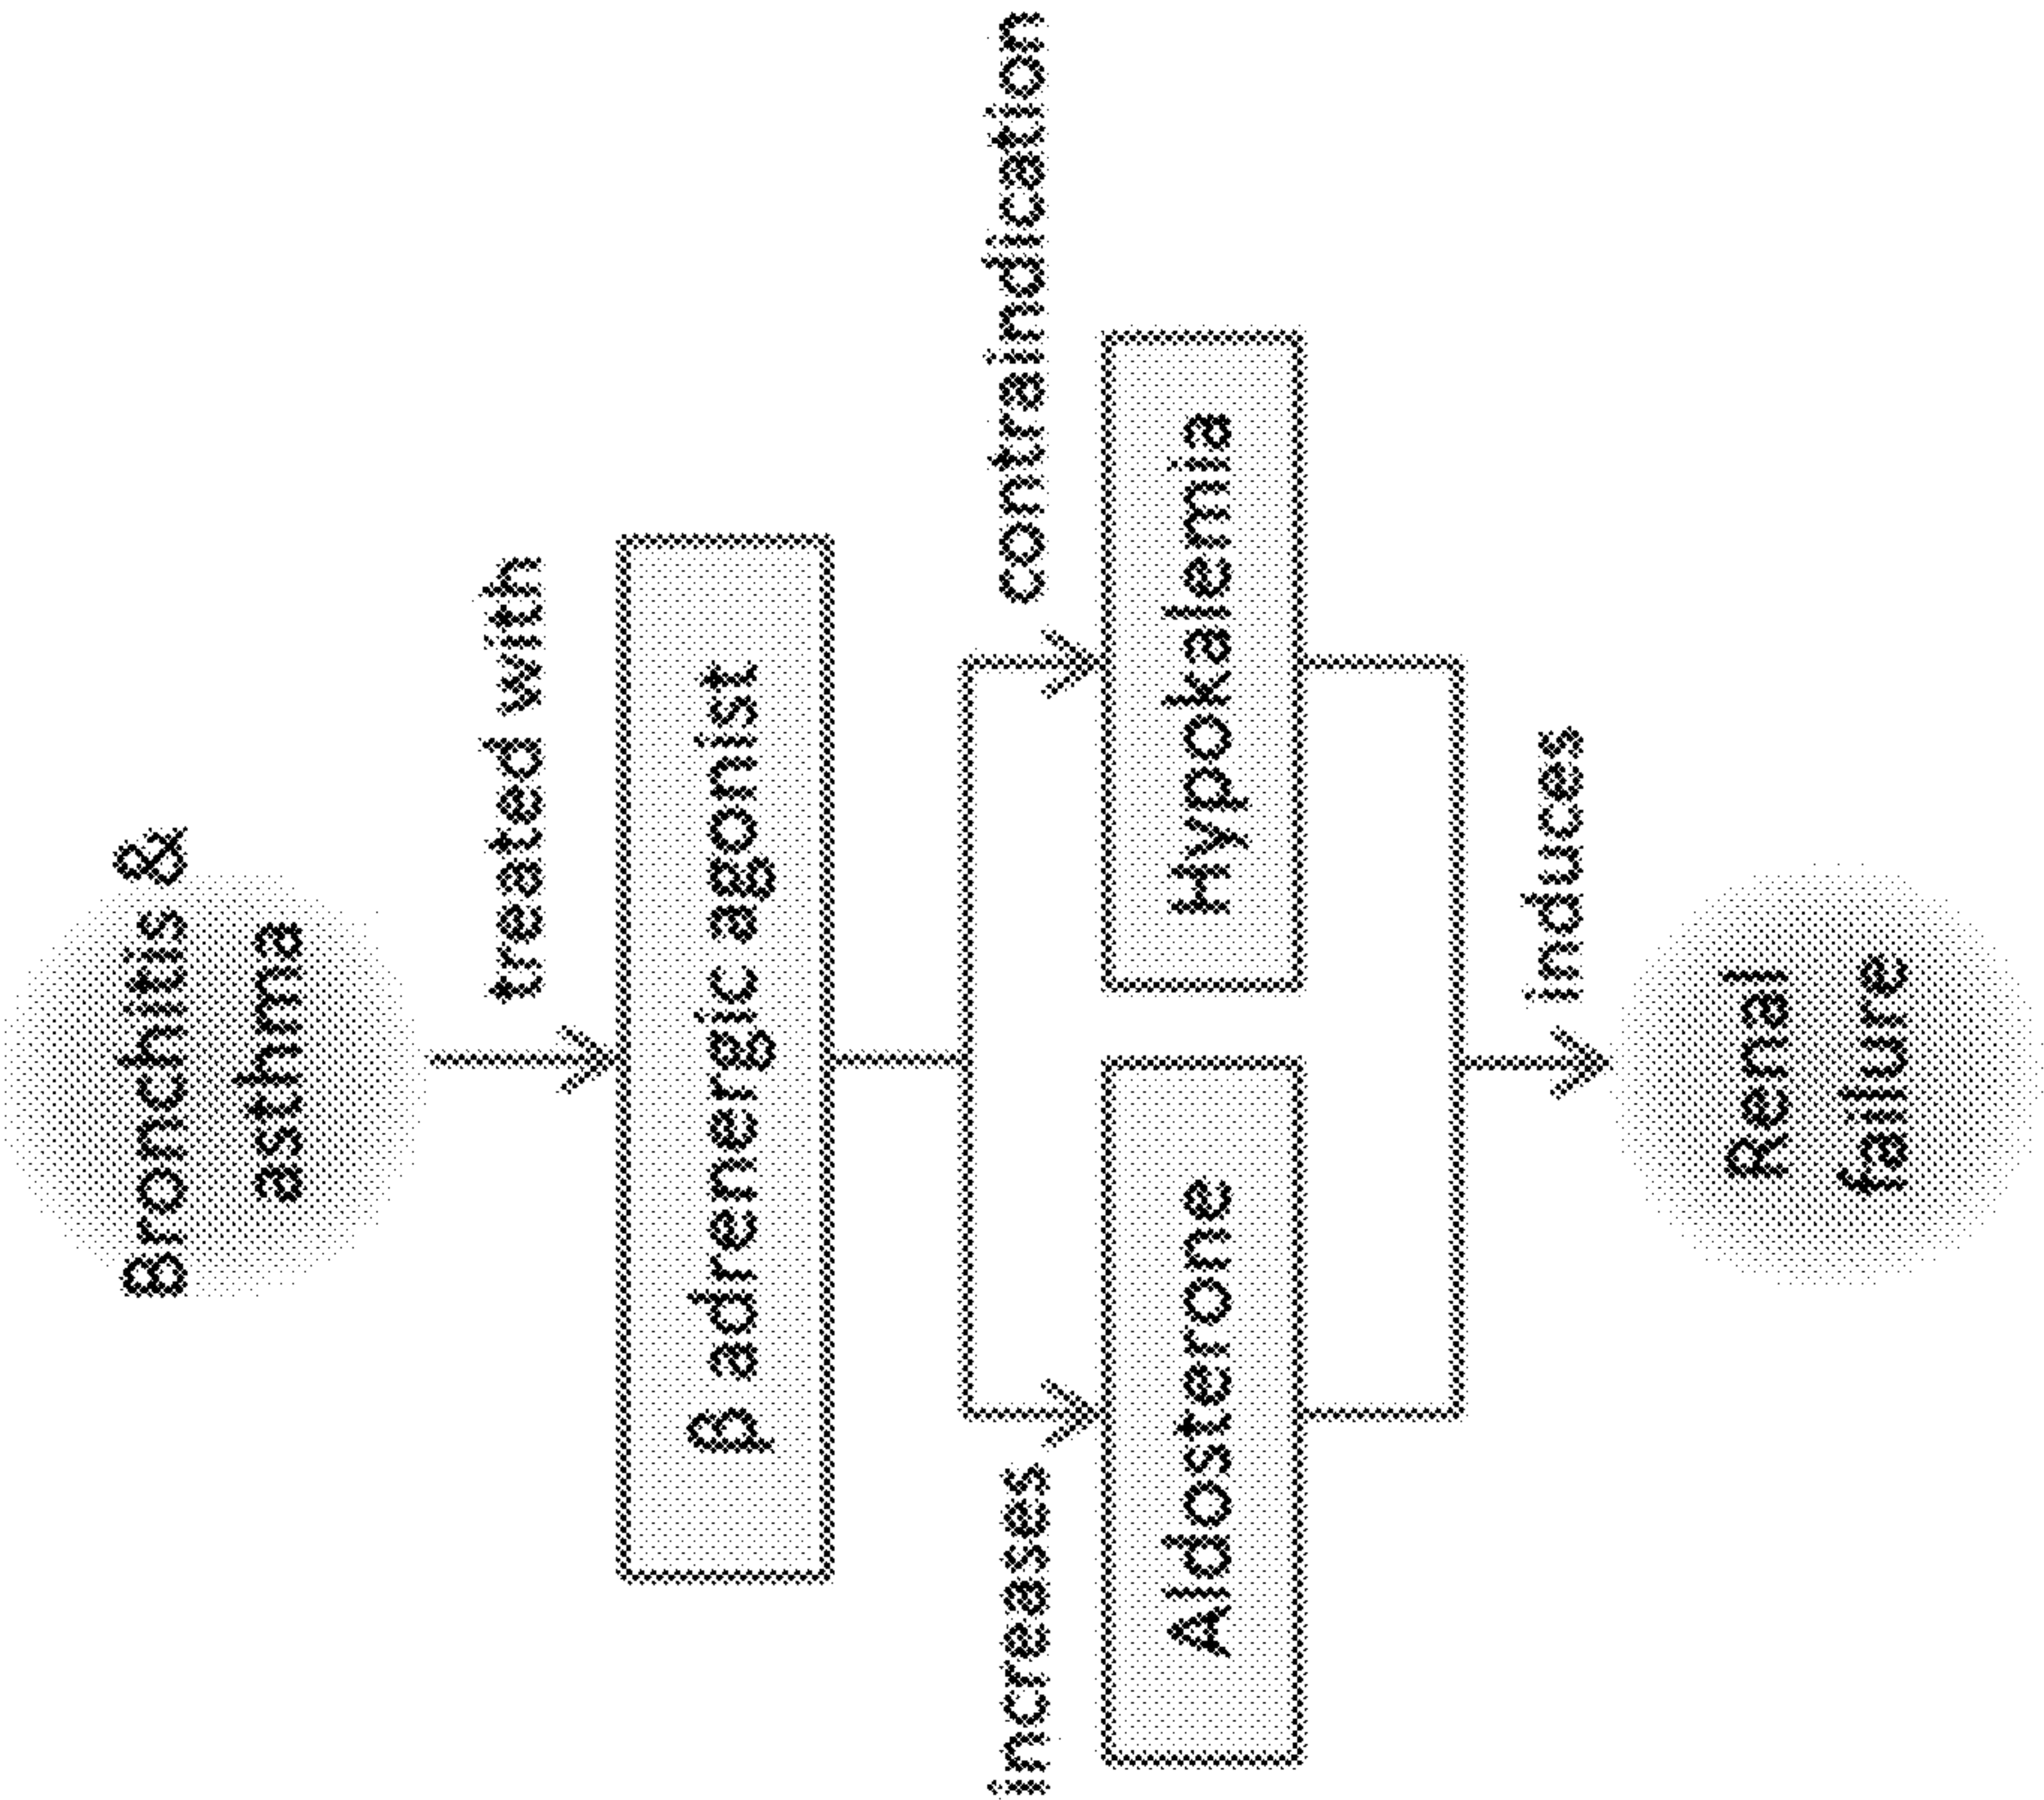 Bronchitis &
asthma
treated with
β adrenergic agonist
increases
contraindication
Aldosterone
Hypokalemia
induces
Renal
failure